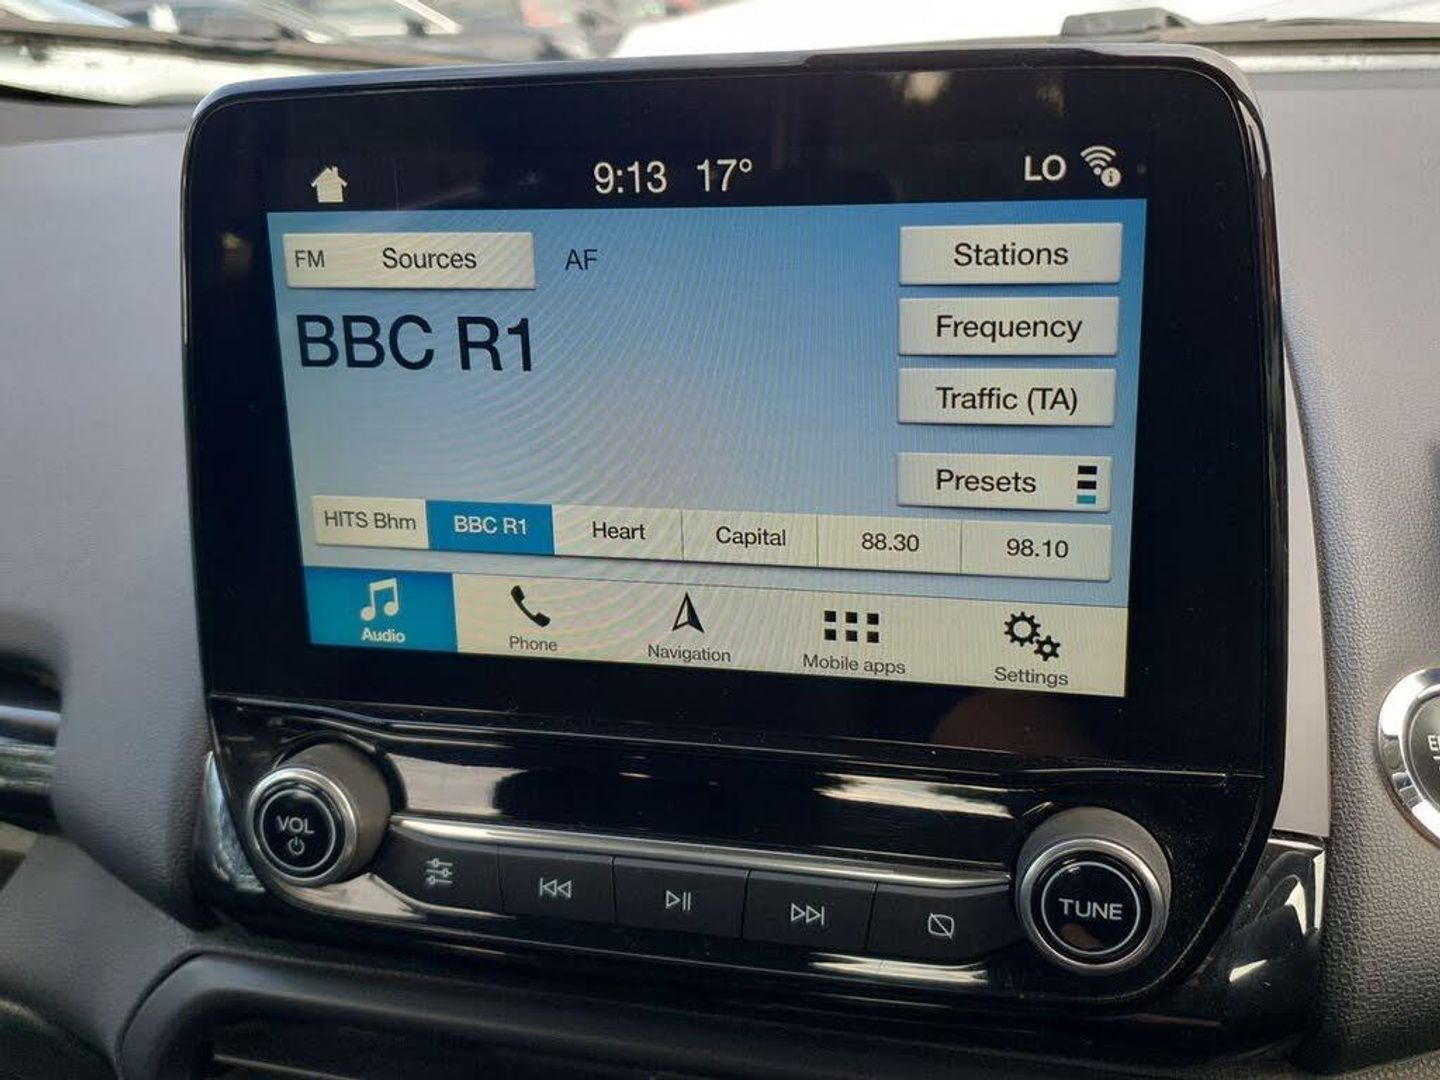 9:13 17° LO
FM Sources AF
Stations
BBC R1
Frequency
Traffic (TA)
Presets
HITS Bhm BBC R1 Heart Capital 88.30 98.10
Audio Phone Navigation Mobile apps Settings
VOL
TUNE